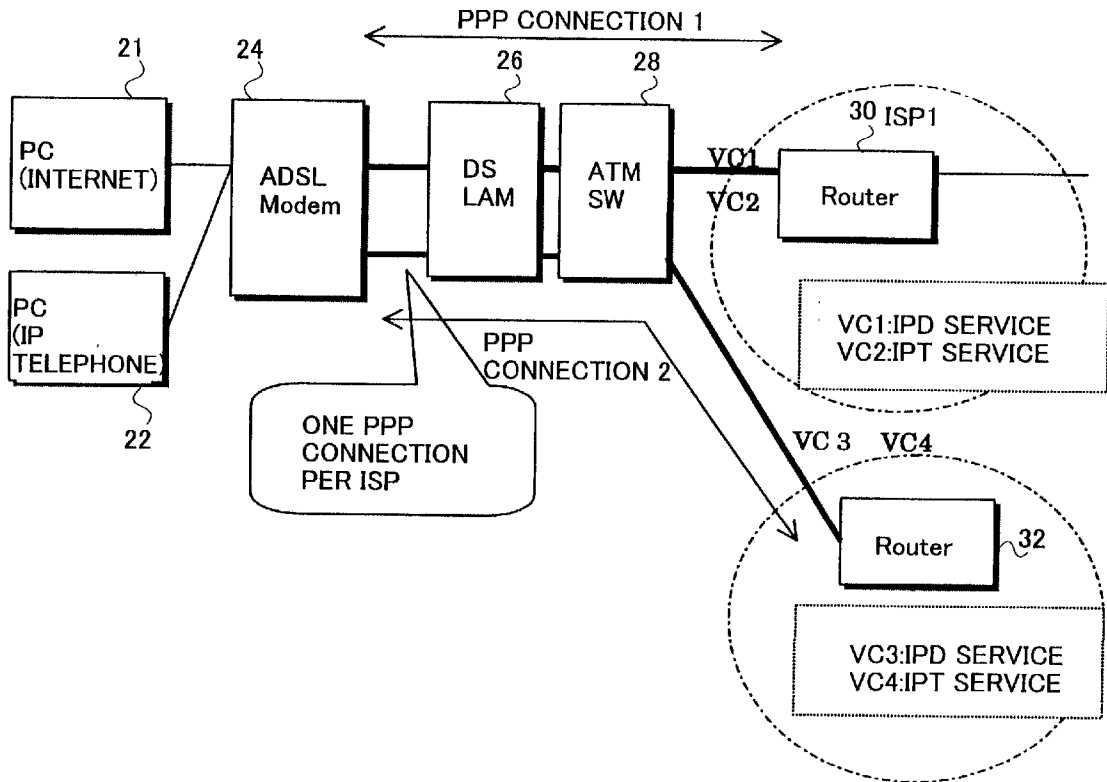 PPP CONNECTION 1
21
24
26
28
30 ISP1
PC
(INTERNET)
ADSL
Modem
DS
LAM
ATM
SW
VC1
VC2
Router
PC
(IP
TELEPHONE)
22
PPP
CONNECTION 2
VC1:IPD SERVICE
VC2:IPT SERVICE
ONE PPP
CONNECTION
PER ISP
VC 3 VC4
Router
32
VC3:IPD SERVICE
VC4:IPT SERVICE